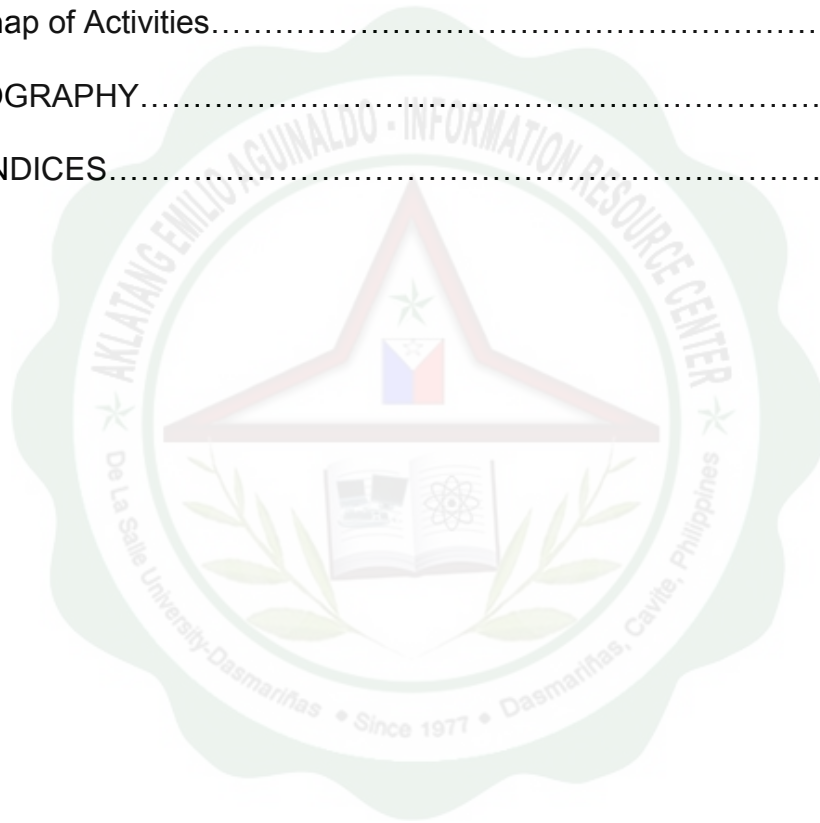 nap of Activities……………………………………………………………
OGRAPHY……………………………………………………………………
NDICES………………………………………………………………………
★ AKLATANG EMILIO AGUINALDO - INFORMATION RESOURCE CENTER ★
De La Salle University-Dasmariñas • Since 1977 • Dasmariñas, Cavite, Philippines